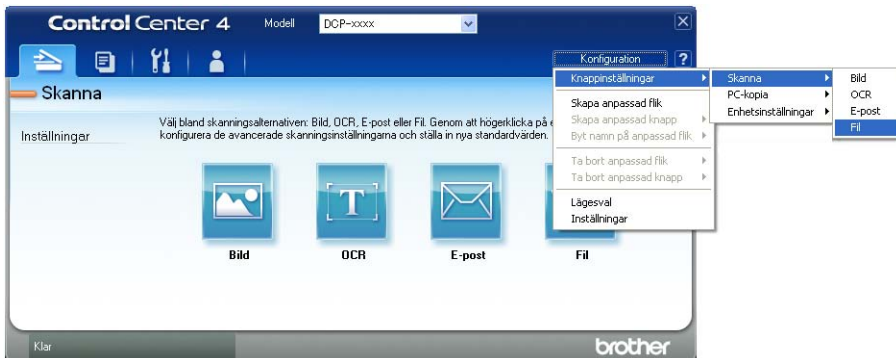 Control Center 4
Modell
DCP-xxxx
Konfiguration
?
Skanna
Inställningar
Välj bland skanningsalternativen: Bild, OCR, E-post eller Fil. Genom att högerklicka på
konfigurera de avancerade skanningsinställningarna och ställa in nya standardvärden.
Bild
OCR
E-post
Fil
Knappinställningar
Skapa anpassad flik
Skapa anpassad knapp
Byt namn på anpassad flik
Ta bort anpassad flik
Ta bort anpassad knapp
Lägesval
Inställningar
Skanna
PC-kopia
Enhetsinställningar
Bild
OCR
E-post
Fil
Klar
brother